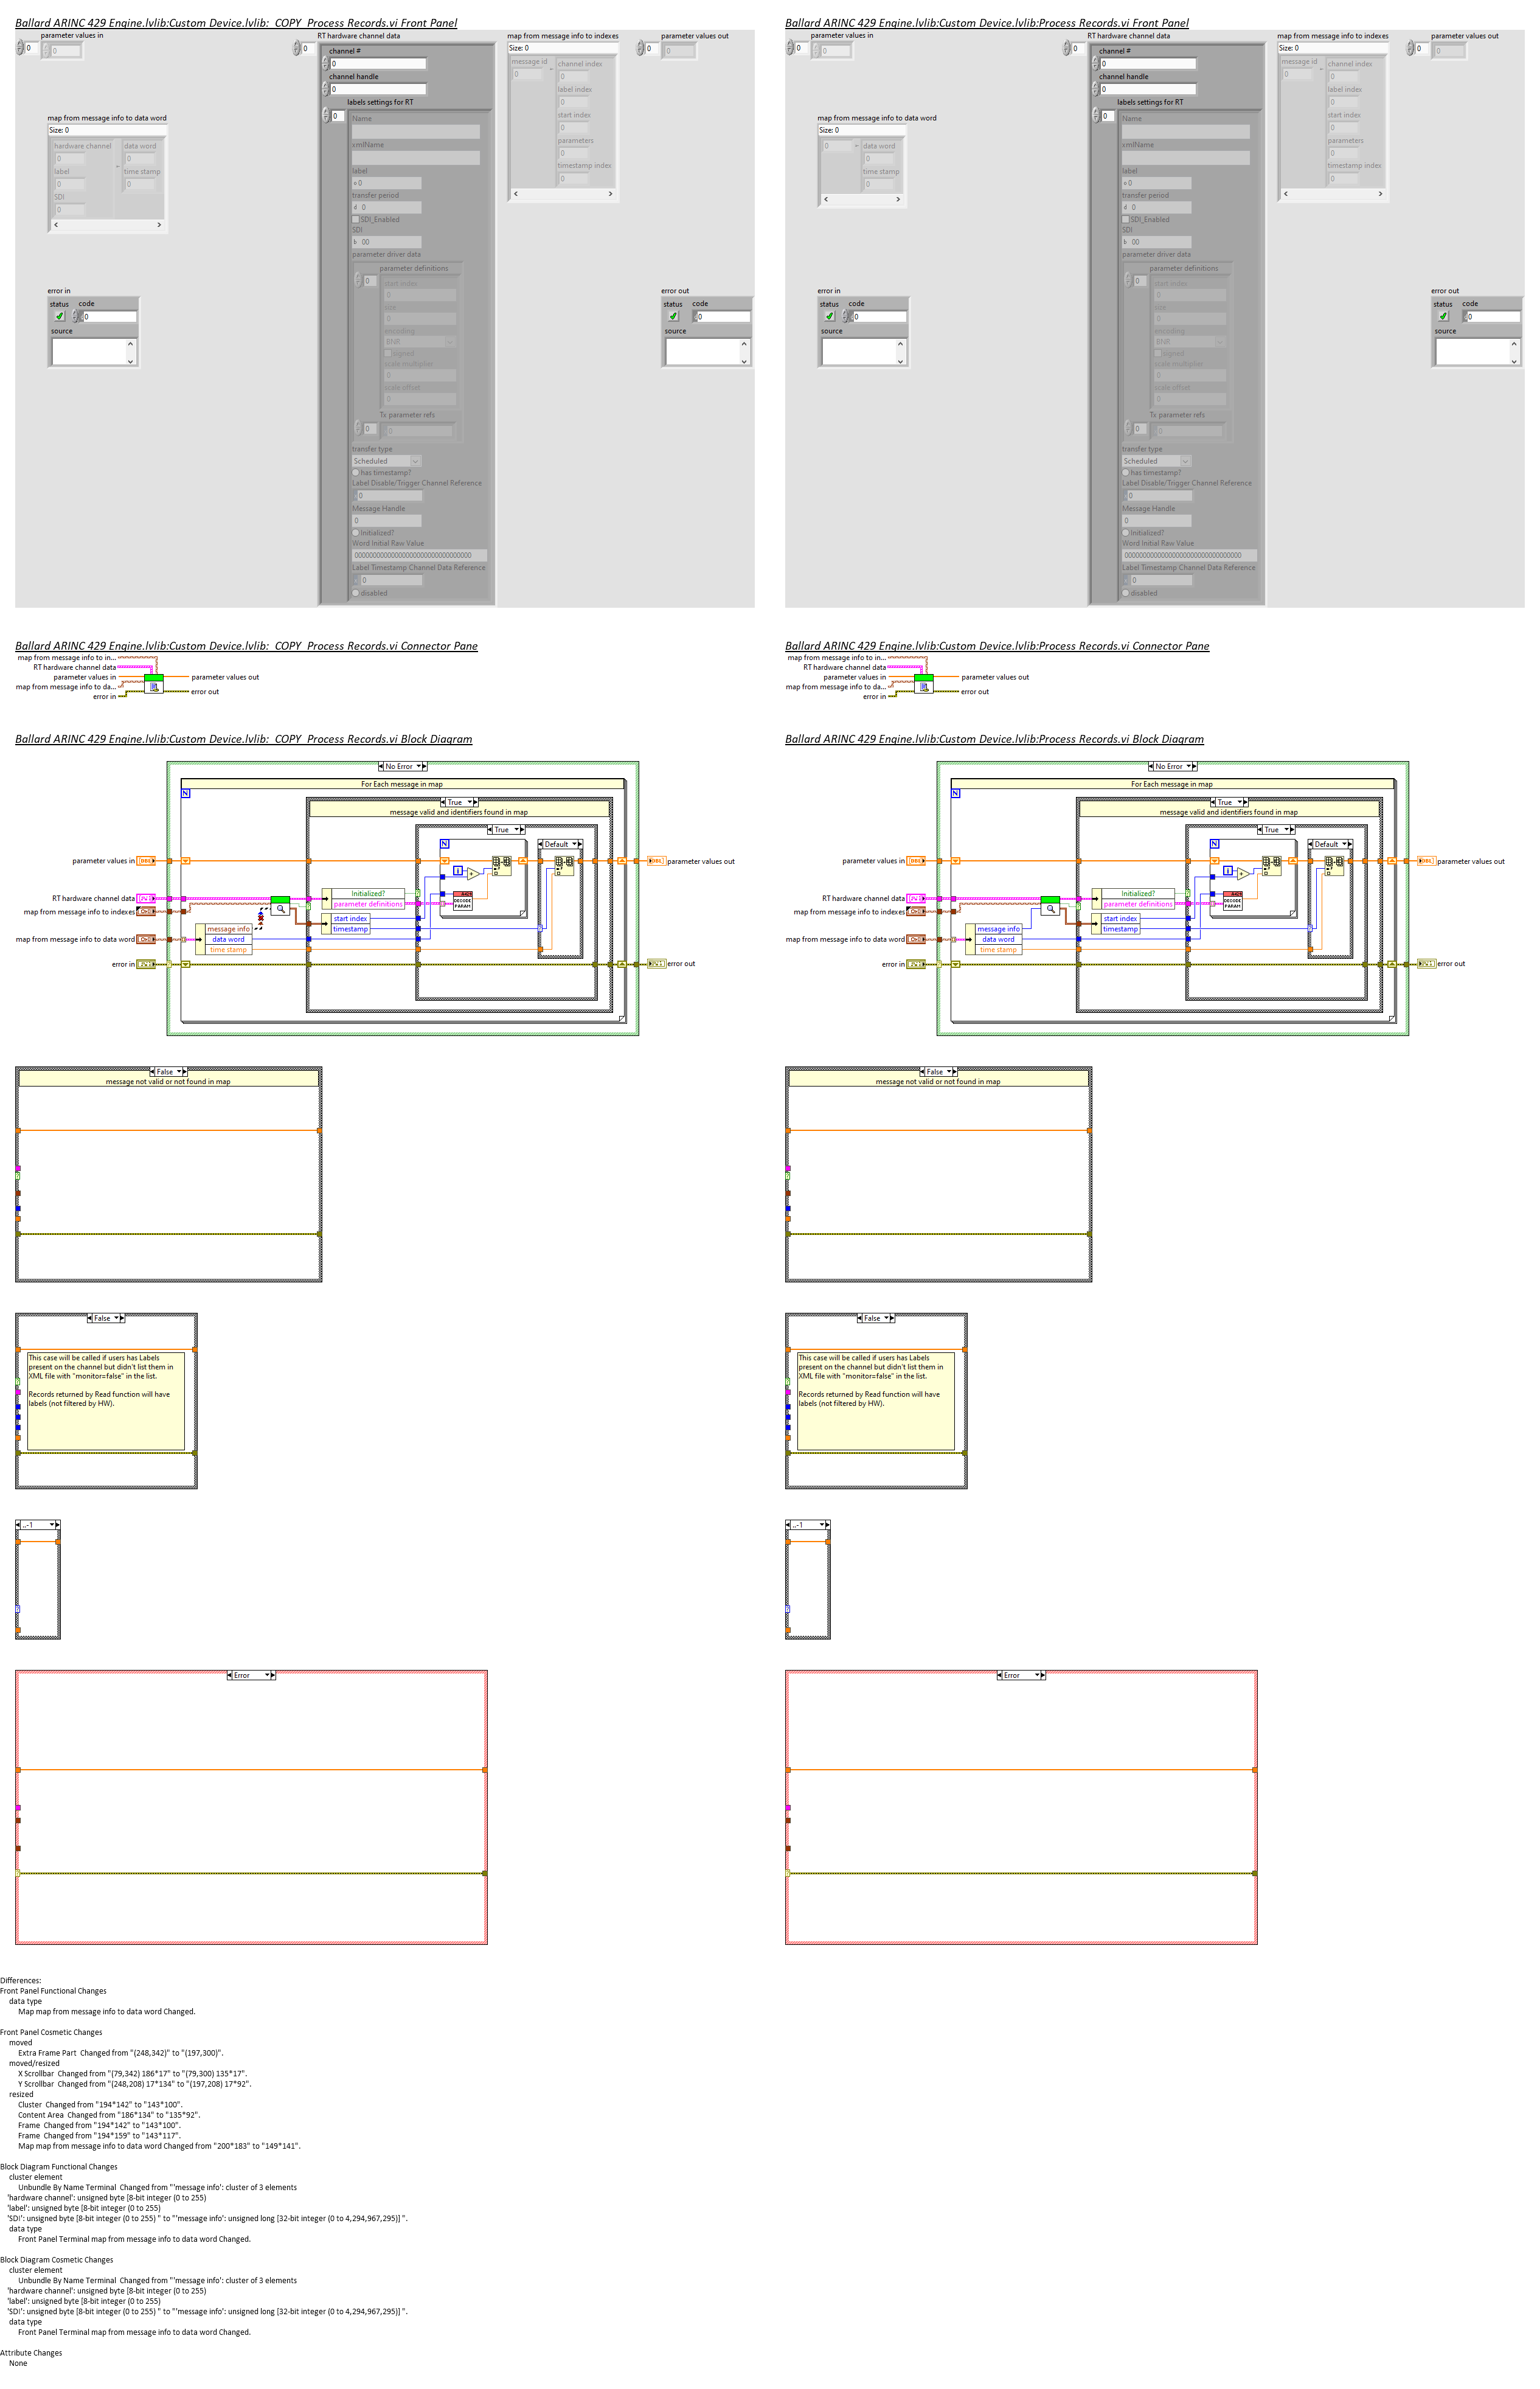 Ballard ARINC 429 Engine.lvlib:Custom Device.lvlib:_COPY_Process Records.vi Front Panel
parameter values in
0
0
RT hardware channel data
0
channel #
0
channel handle
0
labels settings for RT
0
Name
xmlName
label
o 0
transfer period
d 0
SDI_Enabled
SDI
b 00
parameter driver data
0
parameter definitions
start index
0
size
0
encoding
BNR
signed
scale multiplier
0
scale offset
0
Tx parameter refs
0
0
transfer type
Scheduled
has timestamp?
Label Disable/Trigger Channel Reference
0
Message Handle
0
Initialized?
Word Initial Raw Value
Label Timestamp Channel Data Reference
0
disabled
map from message info to indexes
Size: 0
message id
0
channel index
0
label index
0
start index
0
parameters
0
timestamp index
0
parameter values out
0
0
map from message info to data word
Size: 0
hardware channel
0
label
0
SDI
0
data word
0
time stamp
0
error in
status code
0
source
error out
status code
0
source
Ballard ARINC 429 Engine.lvlib:Custom Device.lvlib:Process Records.vi Front Panel
parameter values in
0
0
RT hardware channel data
0
channel #
0
channel handle
0
labels settings for RT
0
Name
xmlName
label
o 0
transfer period
d 0
SDI_Enabled
SDI
b 00
parameter driver data
0
parameter definitions
start index
0
size
0
encoding
BNR
signed
scale multiplier
0
scale offset
0
Tx parameter refs
0
0
transfer type
Scheduled
has timestamp?
Label Disable/Trigger Channel Reference
0
Message Handle
0
Initialized?
Word Initial Raw Value
Label Timestamp Channel Data Reference
0
disabled
map from message info to indexes
Size: 0
message id
0
channel index
0
label index
0
start index
0
parameters
0
timestamp index
0
parameter values out
0
0
map from message info to data word
Size: 0
0
data word
0
time stamp
0
error in
status code
0
source
error out
status code
0
source
Ballard ARINC 429 Engine.lvlib:Custom Device.lvlib:_COPY_Process Records.vi Connector Pane
map from message info to in...
RT hardware channel data
parameter values in
map from message info to da...
error in
parameter values out
error out
Ballard ARINC 429 Engine.lvlib:Custom Device.lvlib:Process Records.vi Connector Pane
map from message info to in...
RT hardware channel data
parameter values in
map from message info to da...
error in
parameter values out
error out
Ballard ARINC 429 Engine.lvlib:Custom Device.lvlib:_COPY_Process Records.vi Block Diagram
No Error
For Each message in map
N
True
message valid and identifiers found in map
True
N
Default
parameter values in
parameter values out
i
RT hardware channel data
Initialized?
parameter definitions
DECODE
PARAM
map from message info to indexes
start index
timestamp
message info
map from message info to data word
data word
time stamp
error in
error out
Ballard ARINC 429 Engine.lvlib:Custom Device.lvlib:Process Records.vi Block Diagram
No Error
For Each message in map
N
True
message valid and identifiers found in map
True
N
Default
parameter values in
parameter values out
i
RT hardware channel data
Initialized?
parameter definitions
DECODE
PARAM
map from message info to indexes
start index
timestamp
message info
map from message info to data word
data word
time stamp
error in
error out
False
message not valid or not found in map
False
message not valid or not found in map
False
This case will be called if users has Labels
present on the channel but didn't list them in
XML file with "monitor=false" in the list.
Records returned by Read function will have
labels (not filtered by HW).
False
This case will be called if users has Labels
present on the channel but didn't list them in
XML file with "monitor=false" in the list.
Records returned by Read function will have
labels (not filtered by HW).
..-1
..-1
Error
Error
Differences:
Front Panel Functional Changes
data type
Map map from message info to data word Changed.
Front Panel Cosmetic Changes
moved
Extra Frame Part  Changed from "(248,342)" to "(197,300)".
moved/resized
X Scrollbar  Changed from "(79,342) 186*17" to "(79,300) 135*17".
Y Scrollbar  Changed from "(248,208) 17*134" to "(197,208) 17*92".
resized
Cluster  Changed from "194*142" to "143*100".
Content Area  Changed from "186*134" to "135*92".
Frame  Changed from "194*142" to "143*100".
Frame  Changed from "194*159" to "143*117".
Map map from message info to data word Changed from "200*183" to "149*141".
Block Diagram Functional Changes
cluster element
Unbundle By Name Terminal  Changed from "'message info': cluster of 3 elements
'hardware channel': unsigned byte [8-bit integer (0 to 255)
'label': unsigned byte [8-bit integer (0 to 255)
'SDI': unsigned byte [8-bit integer (0 to 255) " to "'message info': unsigned long [32-bit integer (0 to 4,294,967,295)] ".
data type
Front Panel Terminal map from message info to data word Changed.
Block Diagram Cosmetic Changes
cluster element
Unbundle By Name Terminal  Changed from "'message info': cluster of 3 elements
'hardware channel': unsigned byte [8-bit integer (0 to 255)
'label': unsigned byte [8-bit integer (0 to 255)
'SDI': unsigned byte [8-bit integer (0 to 255) " to "'message info': unsigned long [32-bit integer (0 to 4,294,967,295)] ".
data type
Front Panel Terminal map from message info to data word Changed.
Attribute Changes
None